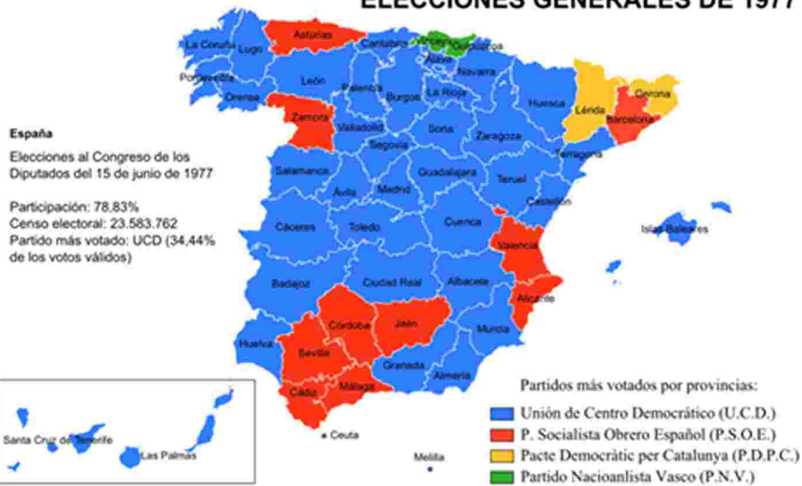 ELECCIONES GENERALES DE 1977
Asturias
La Coruña
Lugo
Cantabria
Vizcaya
Guipúzcoa
Álava
Navarra
Pontevedra
Orense
León
Palencia
Burgos
La Rioja
Huesca
Lérida
Gerona
Barcelona
Zamora
Valladolid
Soria
Zaragoza
Segovia
Tarragona
España
Elecciones al Congreso de los
Diputados del 15 de junio de 1977
Participación: 78,83%
Censo electoral: 23.583.762
Partido más votado: UCD (34,44%
de los votos válidos)
Salamanca
Ávila
Madrid
Guadalajara
Teruel
Castellón
Cáceres
Toledo
Cuenca
Valencia
Islas Baleares
Badajoz
Ciudad Real
Albacete
Alicante
Córdoba
Jaén
Murcia
Huelva
Sevilla
Granada
Almería
Cádiz
Málaga
Ceuta
Melilla
Santa Cruz de Tenerife
Las Palmas
Partidos más votados por provincias:
Unión de Centro Democrático (U.C.D.)
P. Socialista Obrero Español (P.S.O.E.)
Pacte Democràtic per Catalunya (P.D.P.C.)
Partido Nacioanlista Vasco (P.N.V.)